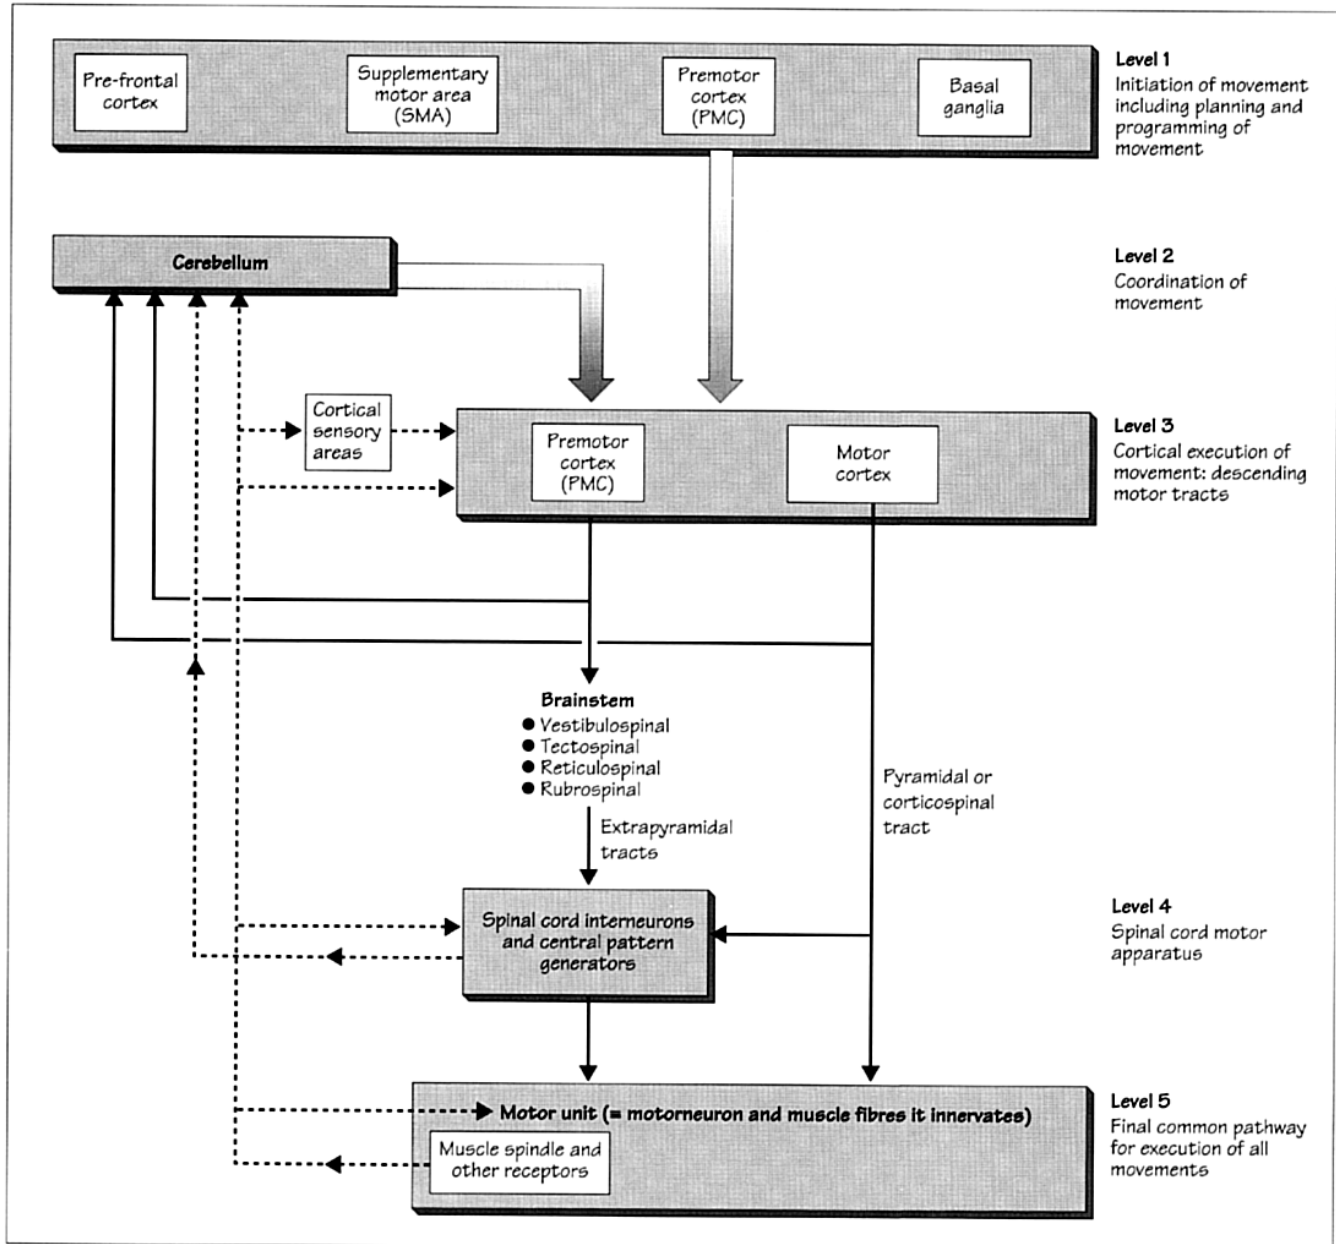 Pre-frontal
cortex
Supplementary
motor area
(SMA)
Premotor
cortex
(PMC)
Basal
ganglia
Level 1
Initiation of movement
including planning and
programming of
movement
Cerebellum
Level 2
Coordination of
movement
Cortical
sensory
areas
Premotor
cortex
(PMC)
Motor
cortex
Level 3
Cortical execution of
movement: descending
motor tracts
Brainstem
● Vestibulospinal
● Tectospinal
● Reticulospinal
● Rubrospinal
Extrapyramidal
tracts
Pyramidal or
corticospinal
tract
Spinal cord interneurons
and central pattern
generators
Level 4
Spinal cord motor
apparatus
Motor unit (= motorneuron and muscle fibres it innervates)
Muscle spindle and
other receptors
Level 5
Final common pathway
for execution of all
movements